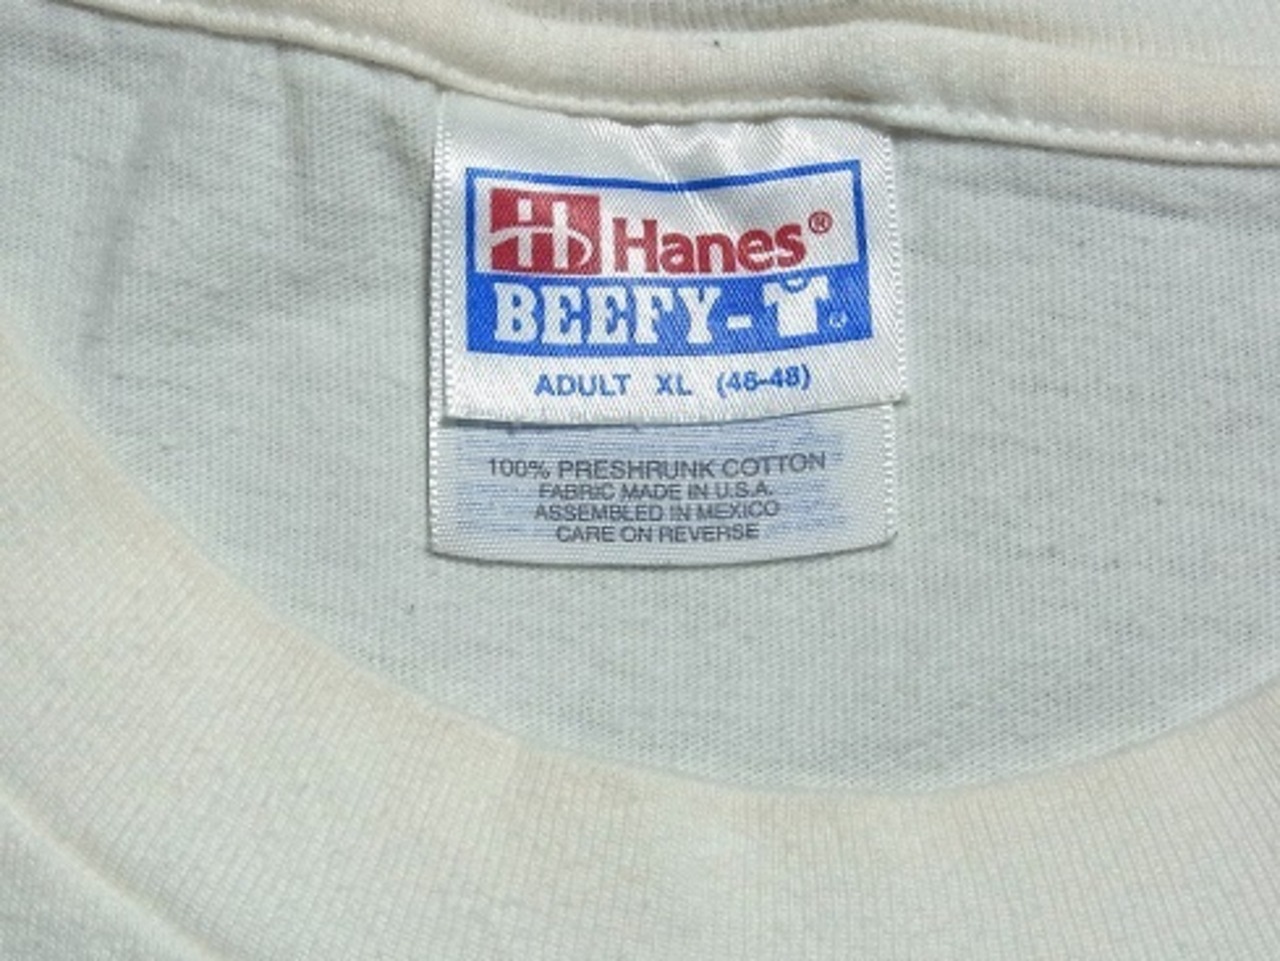 Hanes®
BEEFY-T
ADULT XL (46-48)
100% PRESHRUNK COTTON
FABRIC MADE IN U.S.A.
ASSEMBLED IN MEXICO
CARE ON REVERSE